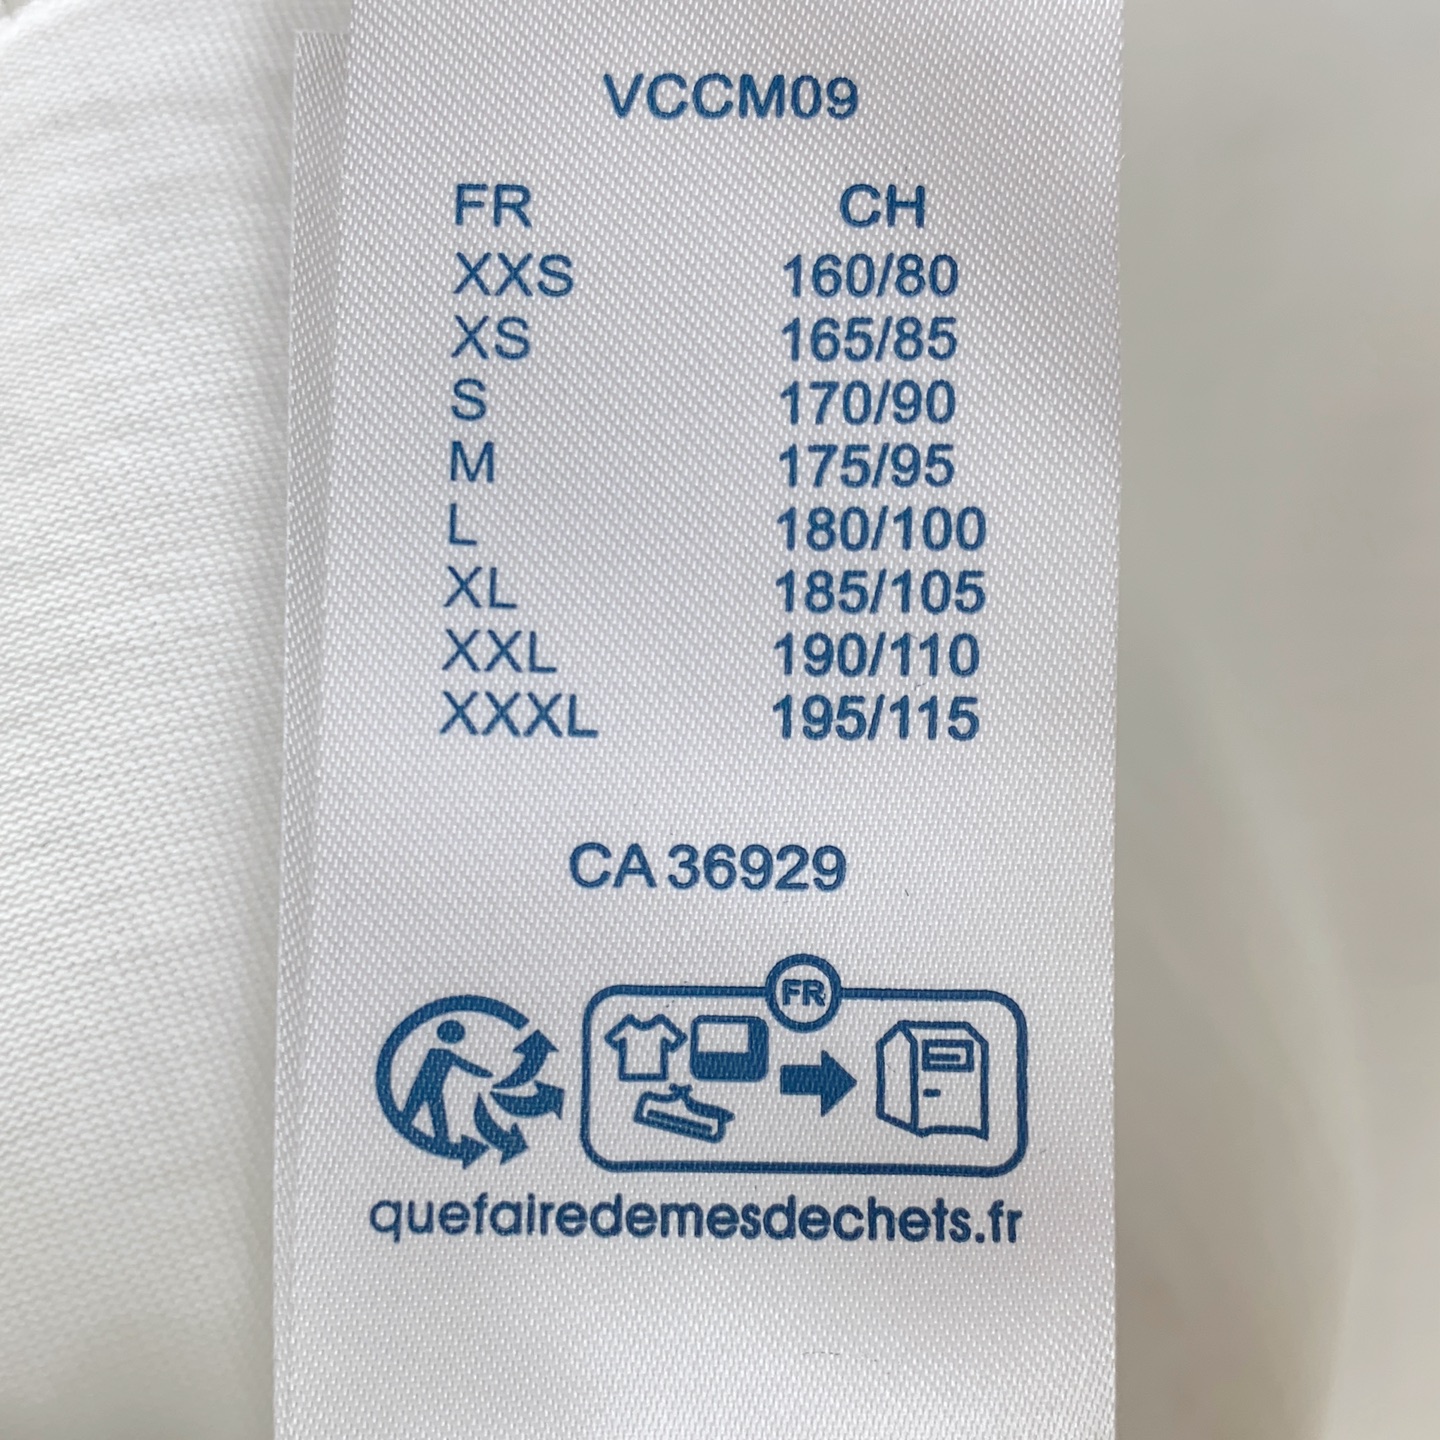 VCCM09
FR CH
XXS 160/80
XS 165/85
S 170/90
M 175/95
L 180/100
XL 185/105
XXL 190/110
XXXL 195/115
CA 36929
FR
quefairedemesdechets.fr